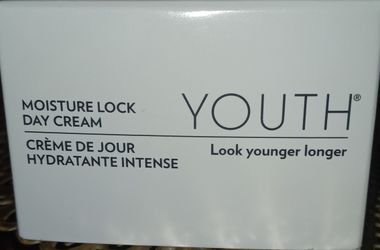 MOISTURE LOCK
DAY CREAM
CRÈME DE JOUR
HYDRATANTE INTENSE
YOUTH®
Look younger longer